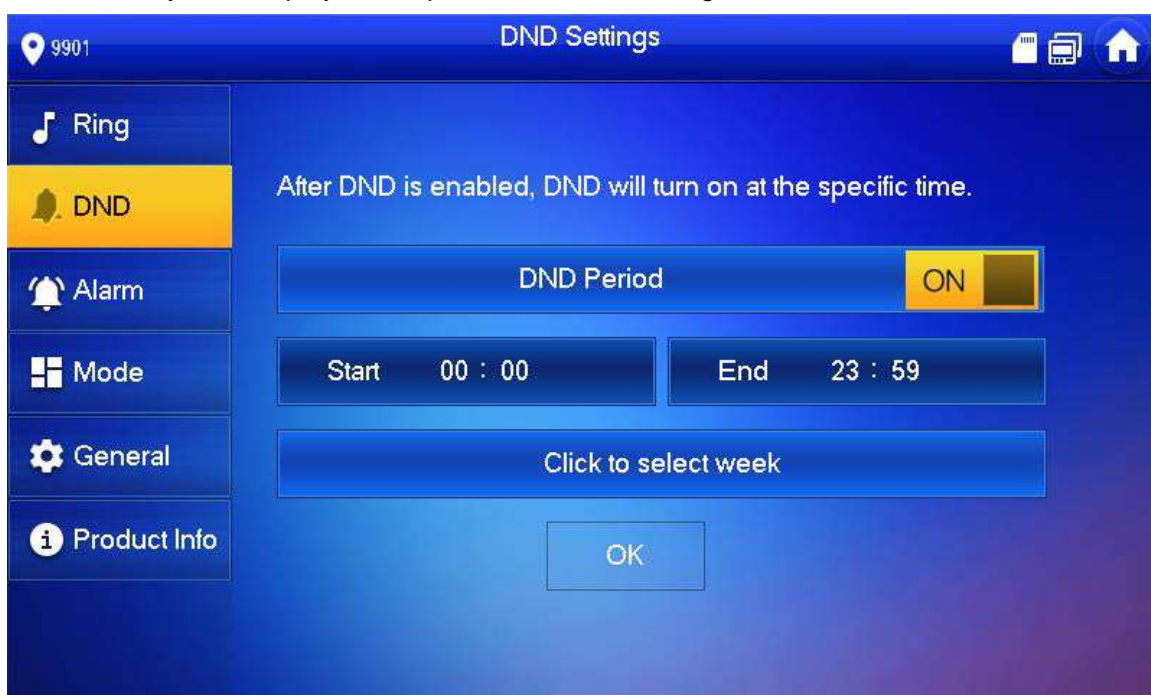 9901
DND Settings
Ring
DND
Alarm
Mode
General
Product Info
After DND is enabled, DND will turn on at the specific time.
DND Period
ON
Start 00 : 00
End 23 : 59
Click to select week
OK